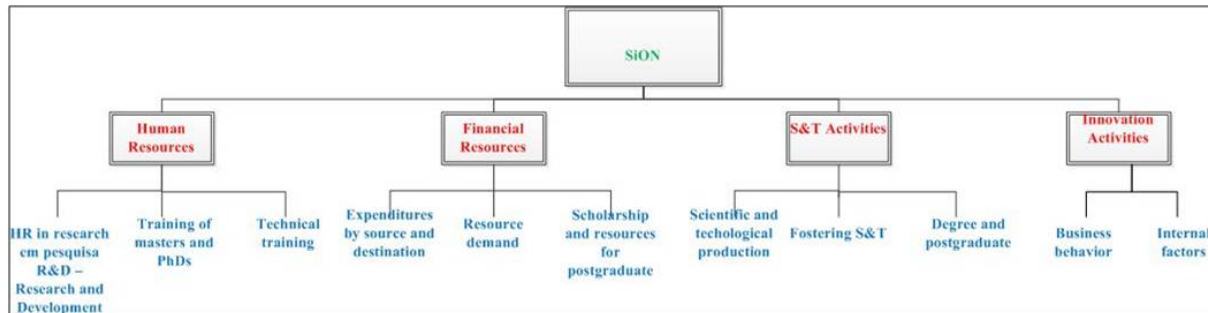 SiON
Human
Resources
Financial
Resources
S&T Activities
Innovation
Activities
HR in research
cm pesquisa
R&D –
Research and
Development
Training of
masters and
PhDs
Technical
training
Expenditures
by source and
destination
Resource
demand
Scholarship
and resources
for
postgraduate
Scientific and
techological
production
Fostering S&T
Degree and
postgraduate
Business
behavior
Internal
factors